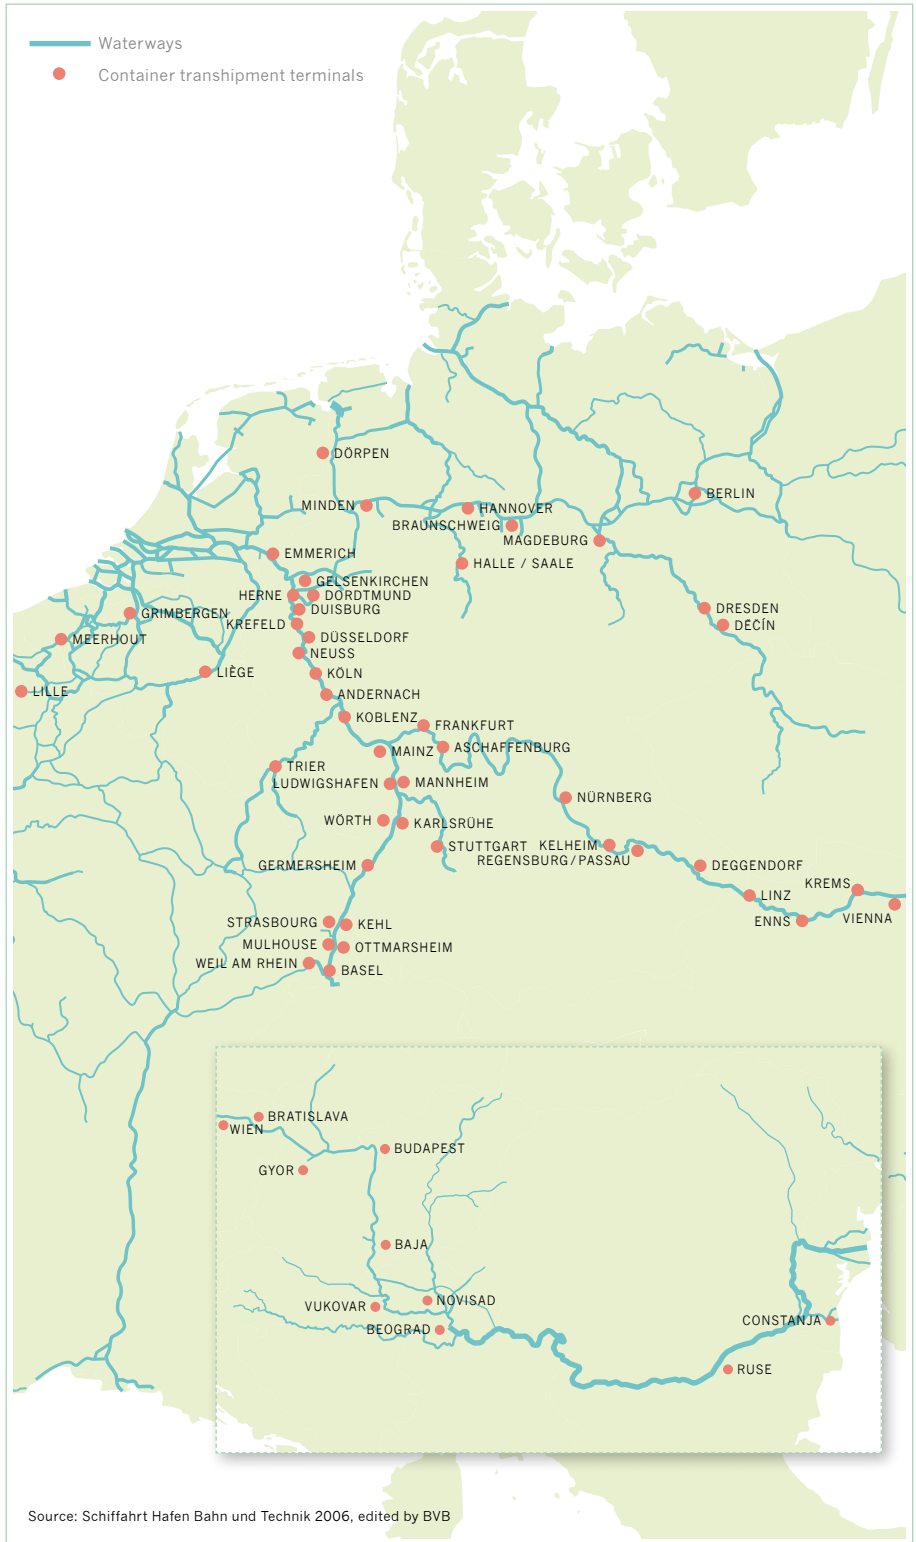 Waterways
Container transhipment terminals
DÖRPEN
BERLIN
MINDEN
HANNOVER
BRAUNSCHWEIG
MAGDEBURG
EMMERICH
HALLE / SAALE
GELSENKIRCHEN
HERNE
DORDTMUND
DUISBURG
DRESDEN
GRIMBERGEN
KREFELD
DĚCÍN
MEERHOUT
DÜSSELDORF
NEUSS
LIÈGE
KÖLN
LILLE
ANDERNACH
KOBLENZ
FRANKFURT
MAINZ
ASCHAFFENBURG
TRIER
LUDWIGSHAFEN
MANNHEIM
NÜRNBERG
WÖRTH
KARLSRÜHE
STUTTGART
KELHEIM
REGENSBURG/PASSAU
GERMERSHEIM
DEGGENDORF
KREMS
LINZ
ENNS
VIENNA
STRASBOURG
KEHL
MULHOUSE
OTTMARSHEIM
WEIL AM RHEIN
BASEL
BRATISLAVA
WIEN
BUDAPEST
GYOR
BAJA
VUKOVAR
NOVISAD
CONSTANJA
BEOGRAD
RUSE
Source: Schiffahrt Hafen Bahn und Technik 2006, edited by BVB